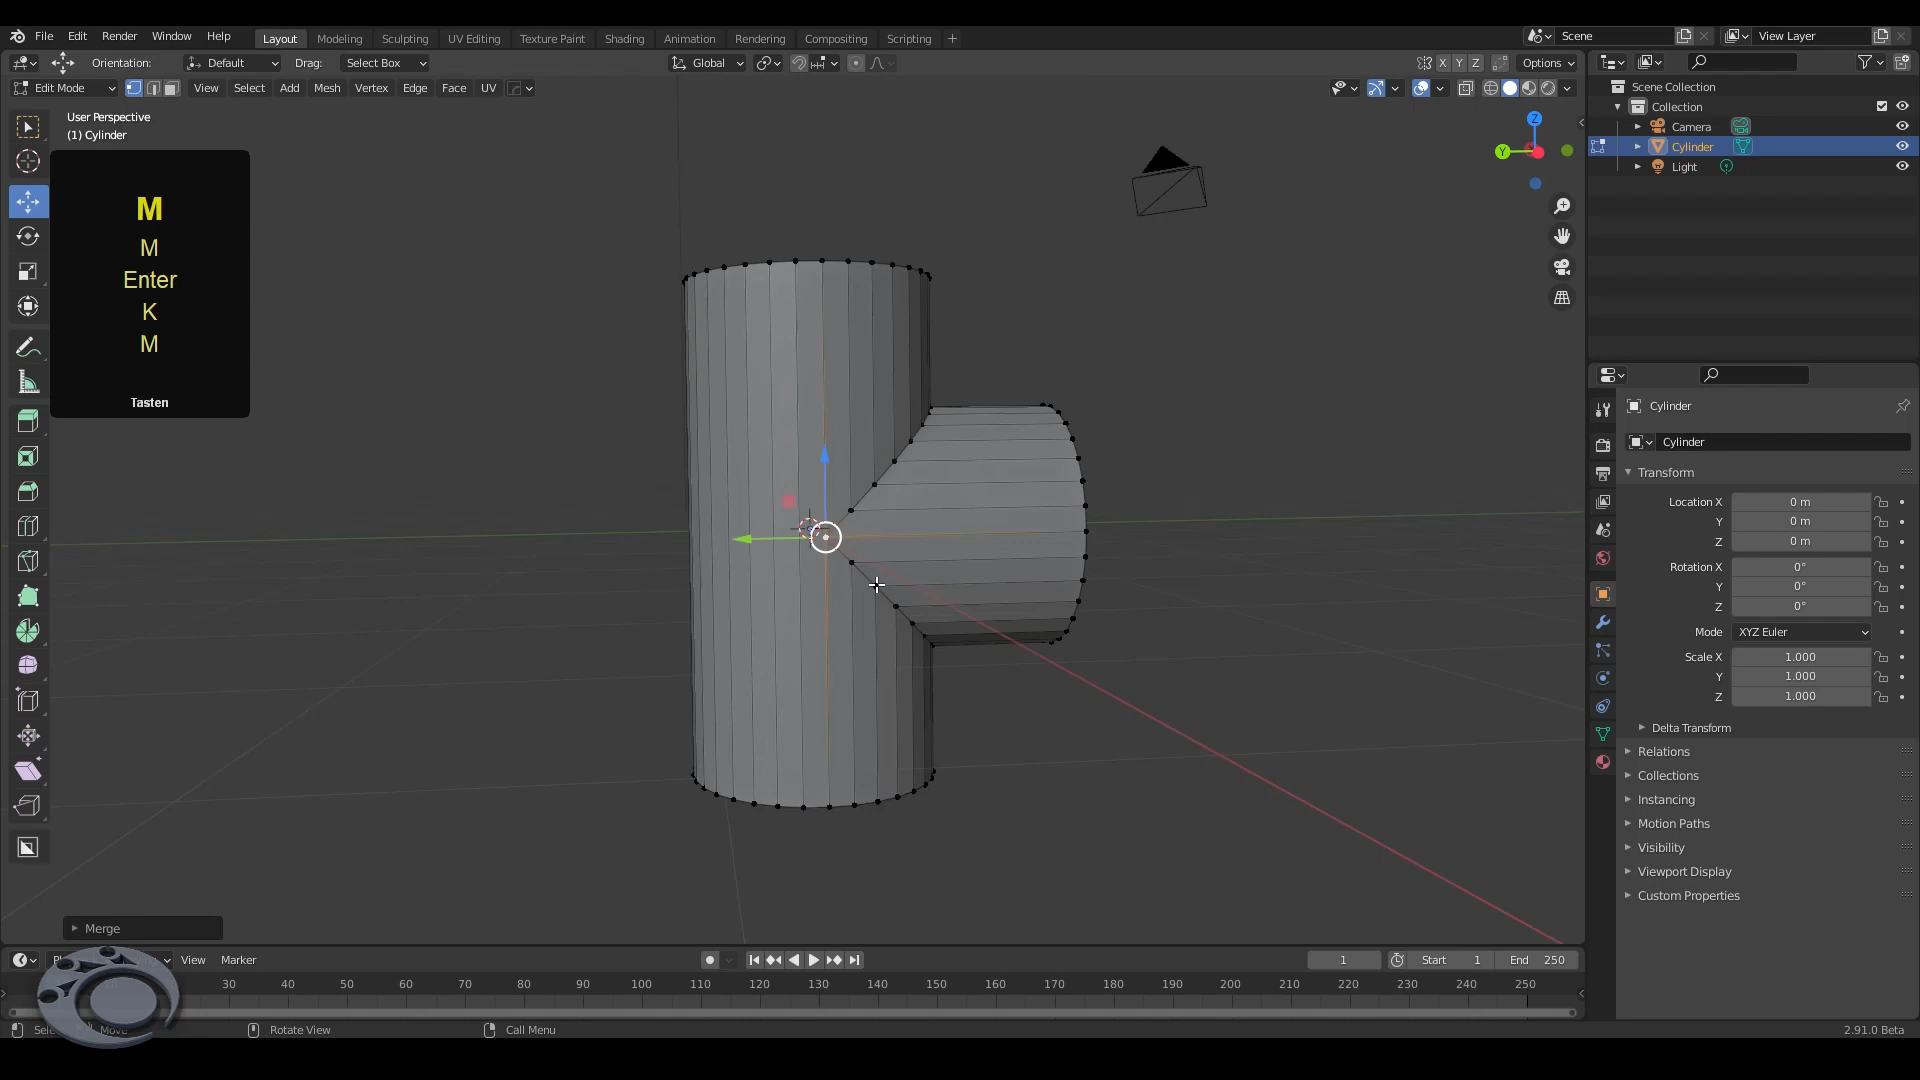 File Edit Render Window Help Layout Modeling Sculpting UV Editing Texture Paint Shading Animation Rendering Compositing Scripting + Scene View Layer
Orientation: Default Drag: Select Box Global X Y Z Options
Edit Mode View Select Add Mesh Vertex Edge Face UV
Scene Collection
Collection
Camera
Cylinder
Light
User Perspective
(1) Cylinder
Z
Y
M
M
Enter
K
M
Tasten
Cylinder
Cylinder
Transform
Location X 0 m
Y 0 m
Z 0 m
Rotation X 0°
Y 0°
Z 0°
Mode XYZ Euler
Scale X 1.000
Y 1.000
Z 1.000
Delta Transform
Relations
Collections
Instancing
Motion Paths
Visibility
Viewport Display
Custom Properties
Merge
View Marker 1 Start 1 End 250
30 40 50 60 70 80 90 100 110 120 130 140 150 160 170 180 190 200 210 220 230 240 250
Move Rotate View Call Menu 2.91.0 Beta